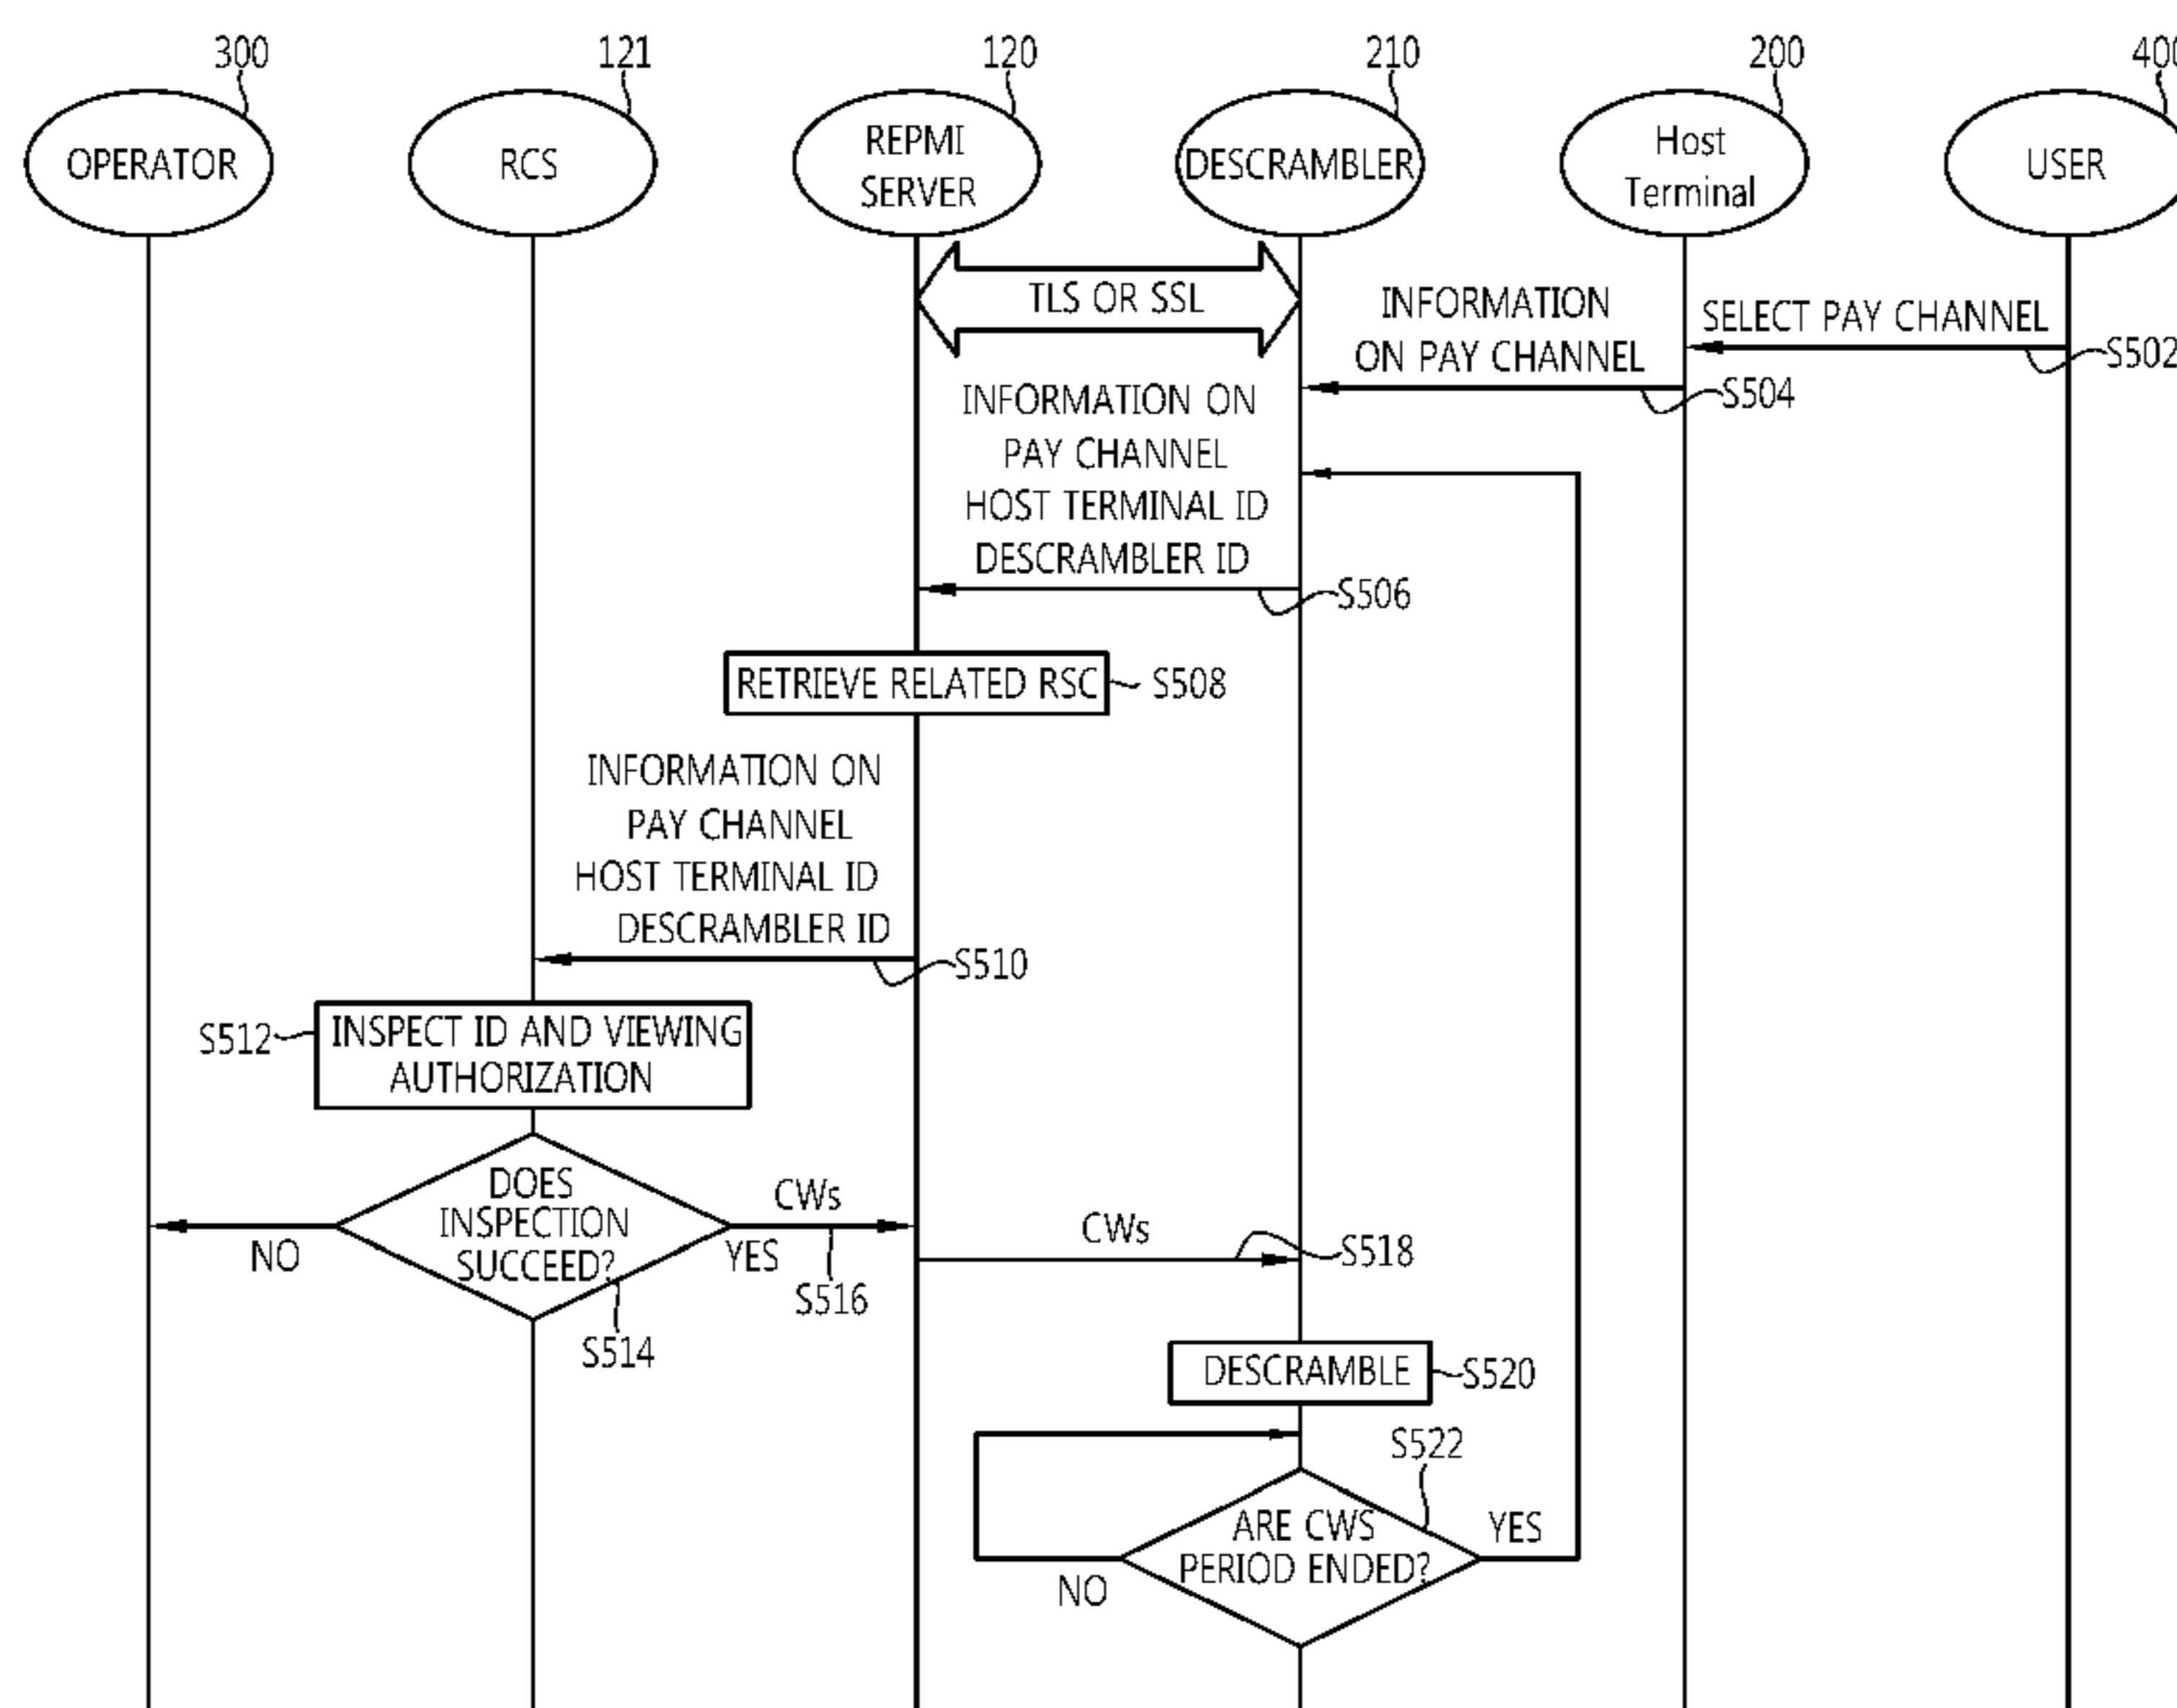 300
121
120
210
200
400
OPERATOR
RCS
REPMI
SERVER
DESCRAMBLER
Host
Terminal
USER
TLS OR SSL
INFORMATION
ON PAY CHANNEL
SELECT PAY CHANNEL
S502
S504
INFORMATION ON
PAY CHANNEL
HOST TERMINAL ID
DESCRAMBLER ID
S506
RETRIEVE RELATED RSC
S508
INFORMATION ON
PAY CHANNEL
HOST TERMINAL ID
DESCRAMBLER ID
S510
S512
INSPECT ID AND VIEWING
AUTHORIZATION
DOES
INSPECTION
SUCCEED?
NO
YES
CWs
S516
S514
CWs
S518
DESCRAMBLE
S520
S522
ARE CWS
PERIOD ENDED?
YES
NO